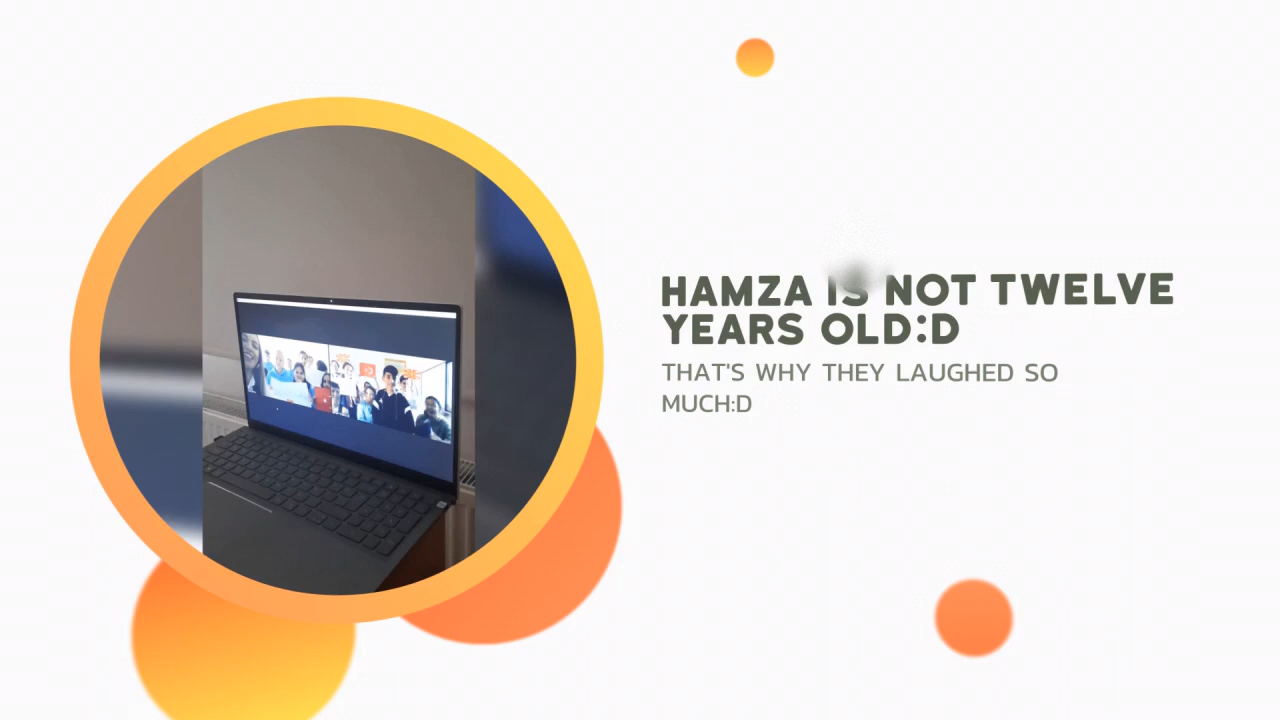 HAMZA IS NOT TWELVE
YEARS OLD:D
THAT'S WHY THEY LAUGHED SO
MUCH:D